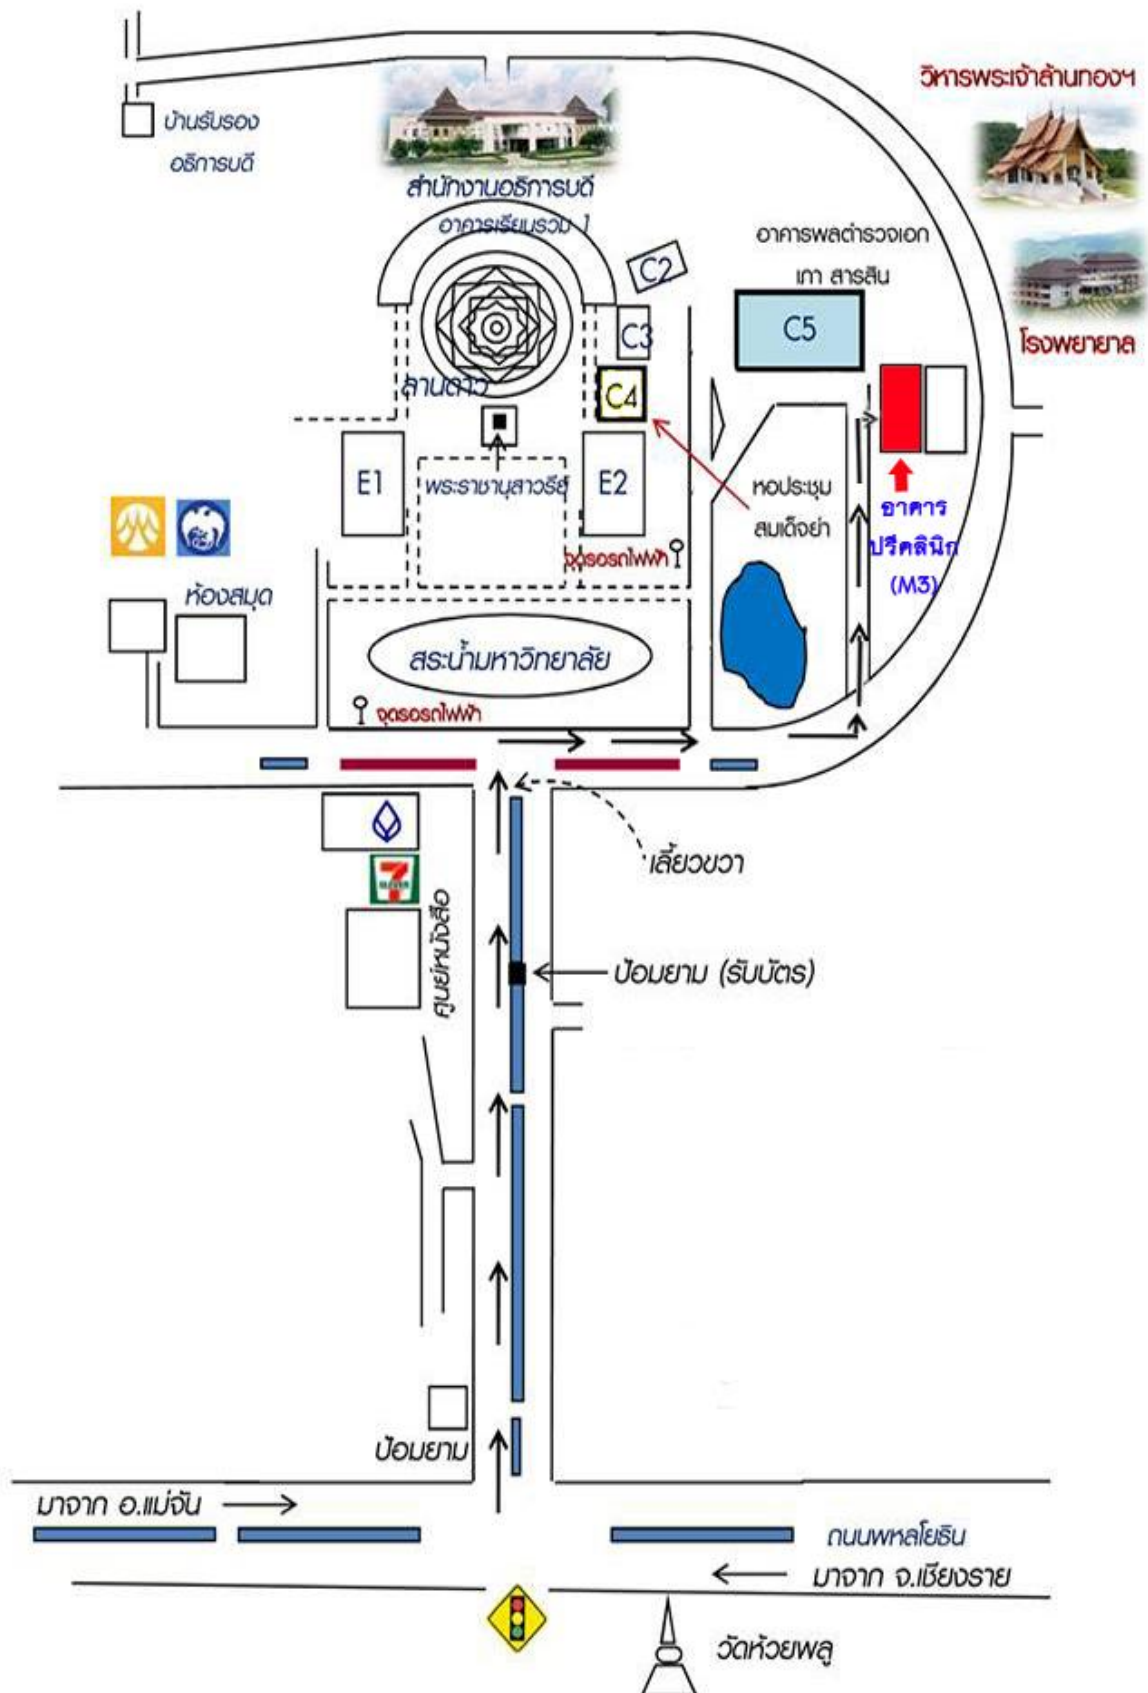 วิหารพระเจ้าล้านทองฯ
บ้านรับรอง
อธิการบดี
สำนักงานอธิการบดี
อาคารเรียนรวม 1
อาคารพลตำรวจเอก
เภา สารสิน
C2
C3
C5
โรงพยายาล
ลานดาว
C4
E1
พระราชานุสาวรีย์
E2
หอประชุม
สมเด็จย่า
อาคาร
ปรีคลินิก
(M3)
จุดรอรถไฟฟ้า
ห้องสมุด
สระน้ำมหาวิทยาลัย
จุดรอรถไฟฟ้า
เลี้ยวขวา
7
ELEVEN
ศูนย์หนังสือ
ป้อมยาม (รับบัตร)
ป้อมยาม
มาจาก อ.แม่จัน
ถนนพหลโยธิน
มาจาก จ.เชียงราย
วัดห้วยพลู